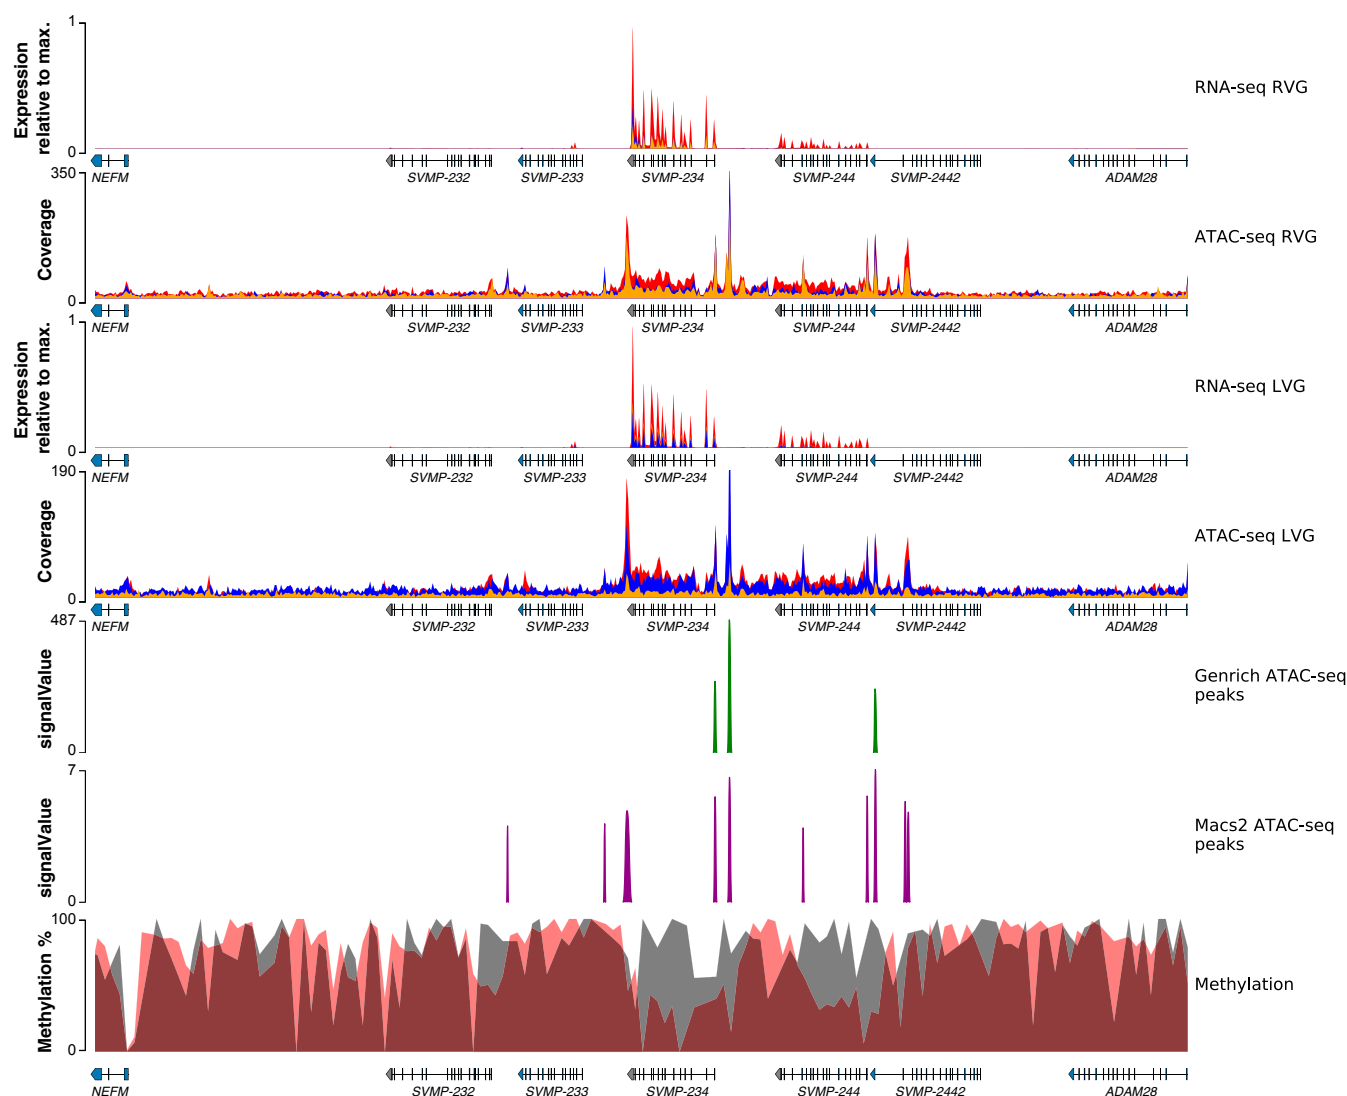 Expression
relative to max.
1
0
RNA-seq RVG
NEFM SVMP-232 SVMP-233 SVMP-234 SVMP-244 SVMP-2442 ADAM28
Coverage
350
0
ATAC-seq RVG
NEFM SVMP-232 SVMP-233 SVMP-234 SVMP-244 SVMP-2442 ADAM28
Expression
relative to max.
1
0
RNA-seq LVG
NEFM SVMP-232 SVMP-233 SVMP-234 SVMP-244 SVMP-2442 ADAM28
Coverage
190
0
ATAC-seq LVG
NEFM SVMP-232 SVMP-233 SVMP-234 SVMP-244 SVMP-2442 ADAM28
signalValue
487
0
Genrich ATAC-seq
peaks
signalValue
7
0
Macs2 ATAC-seq
peaks
Methylation %
100
0
Methylation
NEFM SVMP-232 SVMP-233 SVMP-234 SVMP-244 SVMP-2442 ADAM28